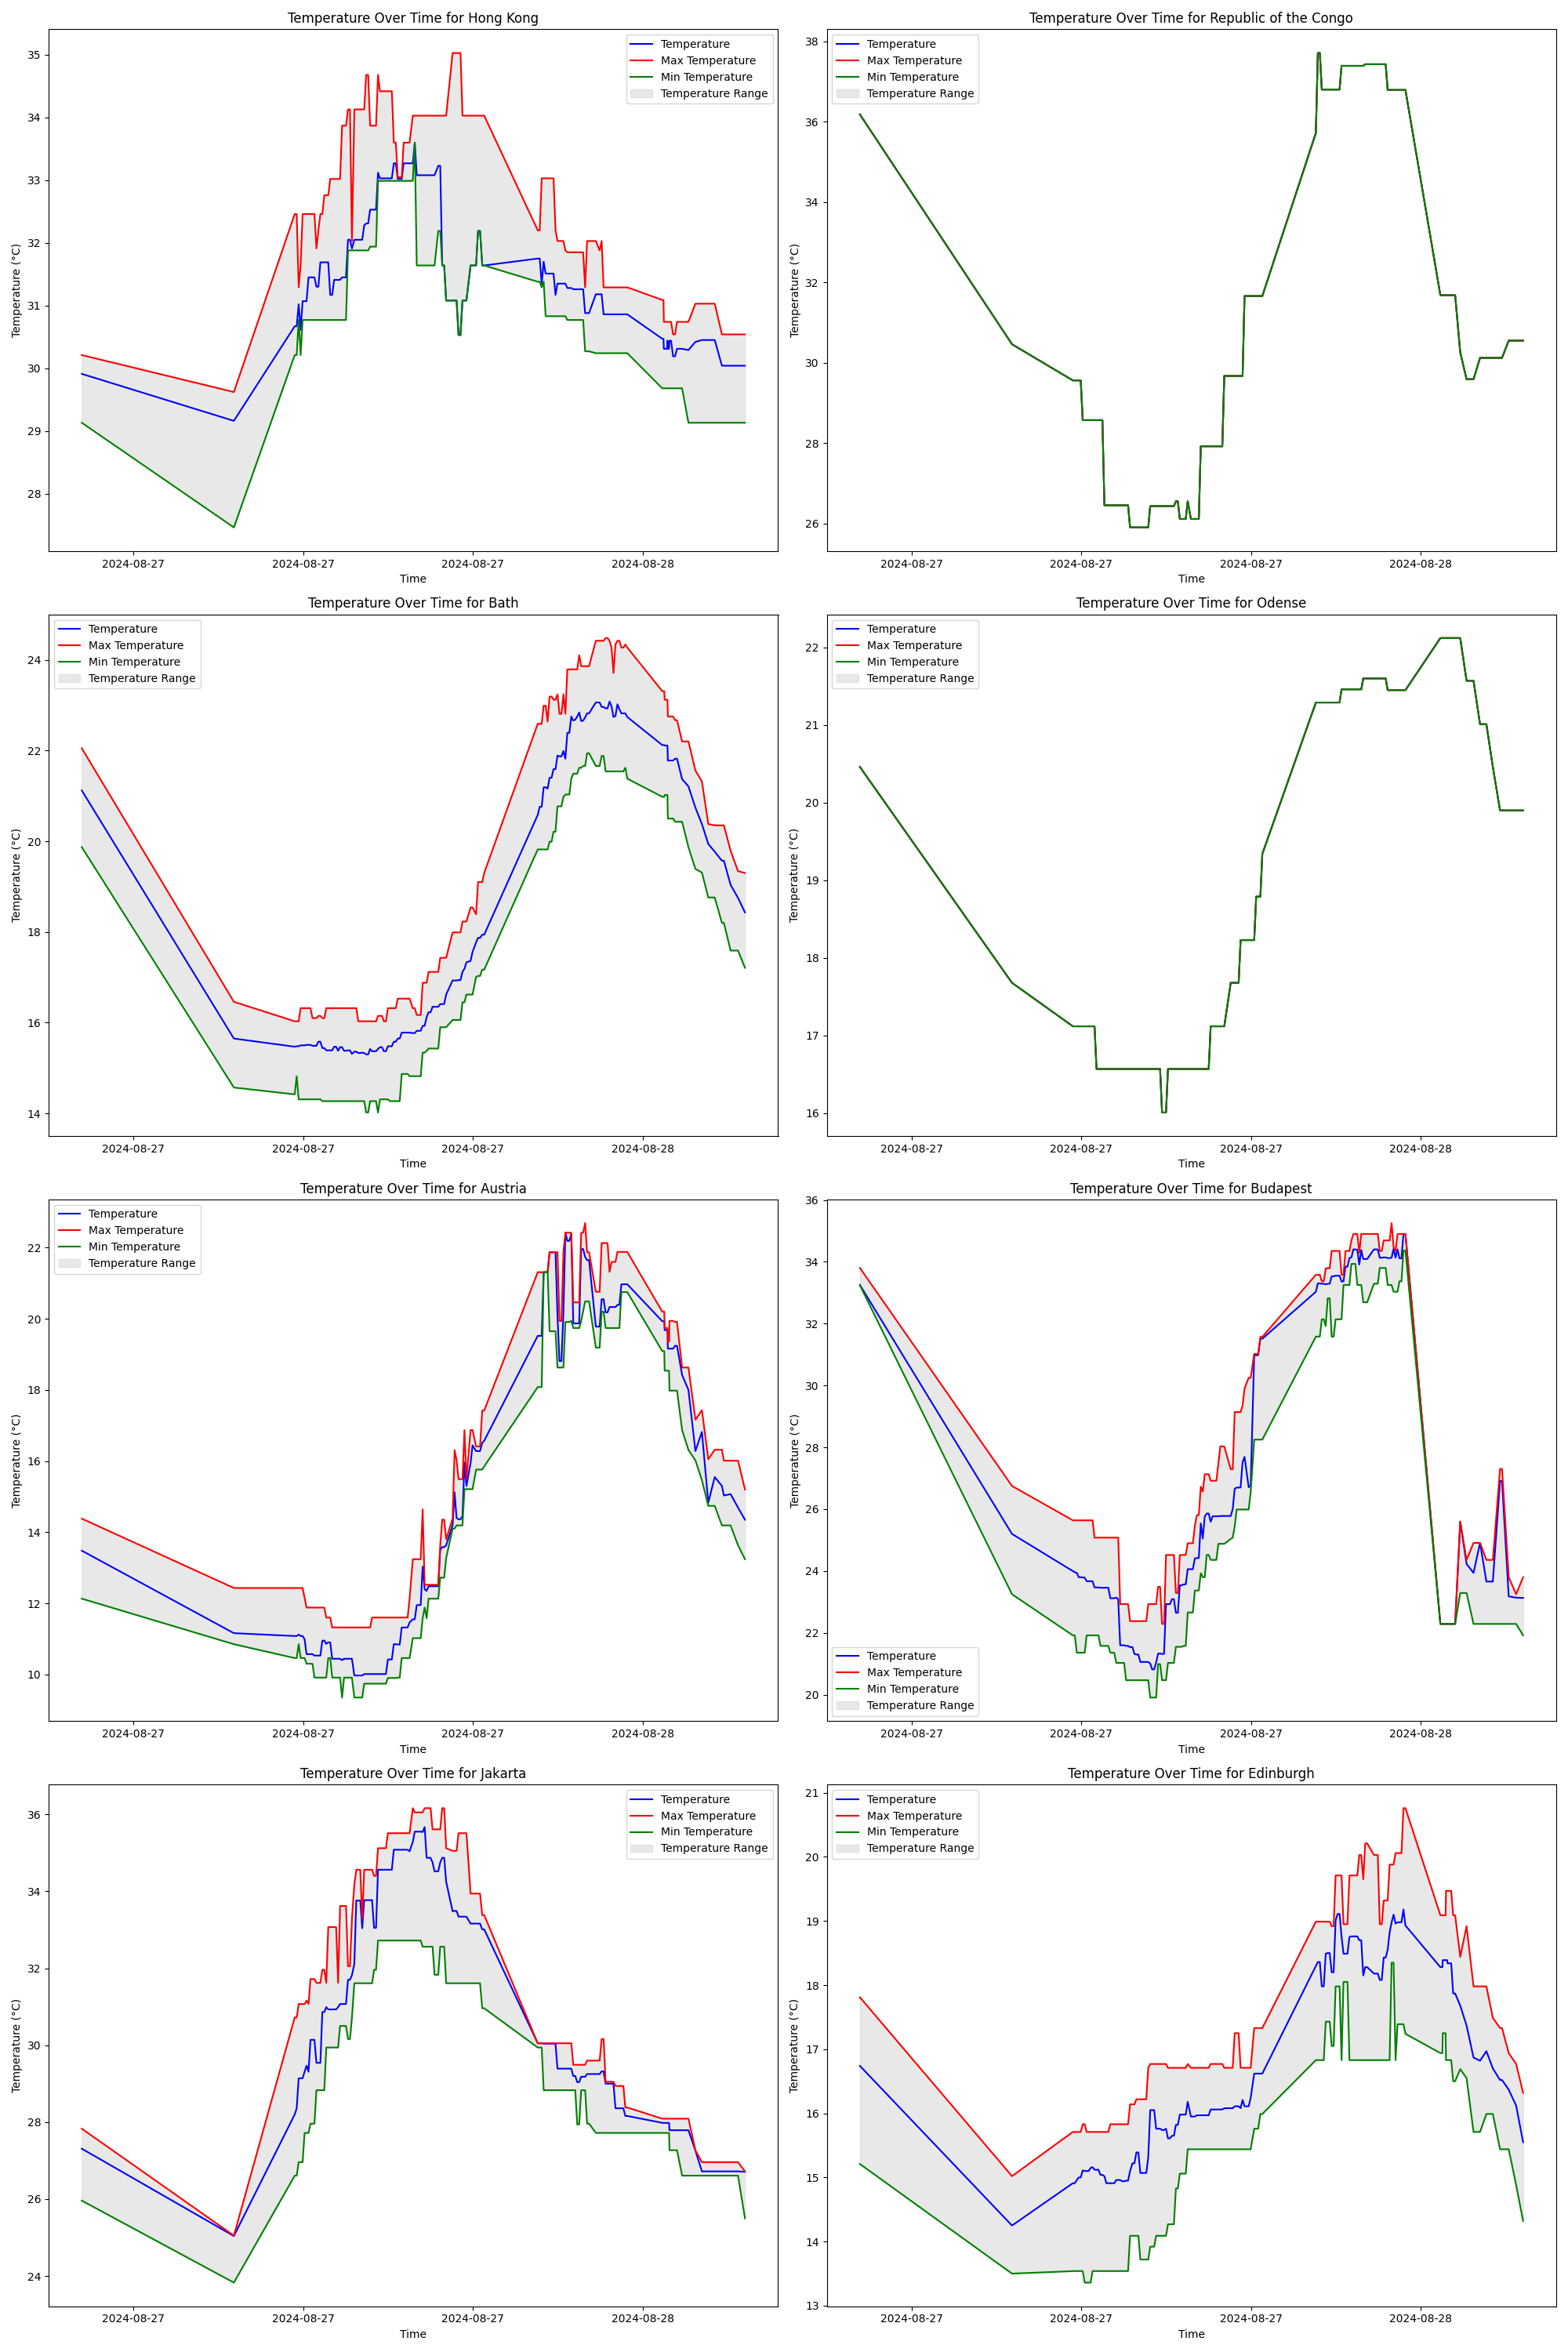 Temperature Over Time for Hong Kong
Temperature (°C)
35
34
33
32
31
30
29
28
Temperature
Max Temperature
Min Temperature
Temperature Range
2024-08-27 2024-08-27 2024-08-27 2024-08-28
Time
Temperature Over Time for Republic of the Congo
Temperature (°C)
38
36
34
32
30
28
26
Temperature
Max Temperature
Min Temperature
Temperature Range
2024-08-27 2024-08-27 2024-08-27 2024-08-28
Time
Temperature Over Time for Bath
Temperature (°C)
24
22
20
18
16
14
Temperature
Max Temperature
Min Temperature
Temperature Range
2024-08-27 2024-08-27 2024-08-27 2024-08-28
Time
Temperature Over Time for Odense
Temperature (°C)
22
21
20
19
18
17
16
Temperature
Max Temperature
Min Temperature
Temperature Range
2024-08-27 2024-08-27 2024-08-27 2024-08-28
Time
Temperature Over Time for Austria
Temperature (°C)
22
20
18
16
14
12
10
Temperature
Max Temperature
Min Temperature
Temperature Range
2024-08-27 2024-08-27 2024-08-27 2024-08-28
Time
Temperature Over Time for Budapest
Temperature (°C)
36
34
32
30
28
26
24
22
20
Temperature
Max Temperature
Min Temperature
Temperature Range
2024-08-27 2024-08-27 2024-08-27 2024-08-28
Time
Temperature Over Time for Jakarta
Temperature (°C)
36
34
32
30
28
26
24
Temperature
Max Temperature
Min Temperature
Temperature Range
2024-08-27 2024-08-27 2024-08-27 2024-08-28
Time
Temperature Over Time for Edinburgh
Temperature (°C)
21
20
19
18
17
16
15
14
13
Temperature
Max Temperature
Min Temperature
Temperature Range
2024-08-27 2024-08-27 2024-08-27 2024-08-28
Time